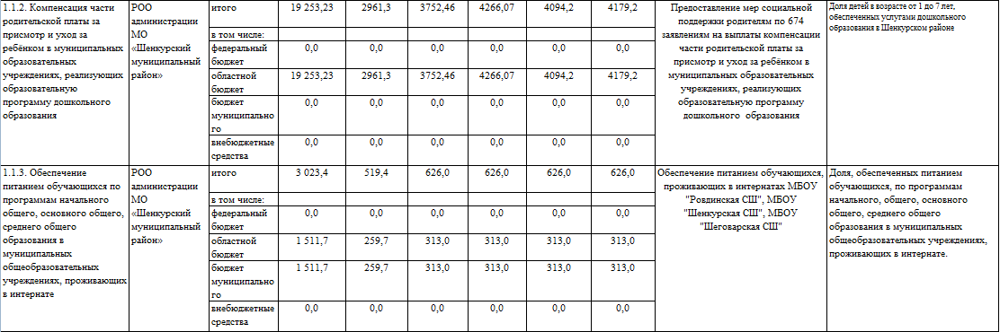 1.1.2. Компенсация части
родительской платы за
присмотр и уход за
ребёнком в муниципальных
образовательных
учреждениях, реализующих
образовательную
программу дошкольного
образования
РОО
администрации
МО
«Шенкурский
муниципальный
район»
итого 19 253,23 2961,3 3752,46 4266,07 4094,2 4179,2
в том числе:
федеральный
бюджет
0,0 0,0 0,0 0,0 0,0 0,0
областной
бюджет
19 253,23 2961,3 3752,46 4266,07 4094,2 4179,2
бюджет
муниципально
го
0,0 0,0 0,0 0,0 0,0 0,0
внебюджетные
средства
0,0 0,0 0,0 0,0 0,0 0,0
Предоставление мер социальной
поддержки родителям по 674
заявлениям на выплаты компенсации
части родительской платы за
присмотр и уход за ребёнком в
муниципальных образовательных
учреждениях, реализующих
образовательную программу
дошкольного образования
Доля детей в возрасте от 1 до 7 лет,
обеспеченных услугами дошкольного
образования в Шенкурском районе
1.1.3. Обеспечение
питанием обучающихся по
программам начального
общего, основного общего,
среднего общего
образования в
муниципальных
общеобразовательных
учреждениях, проживающих
в интернате
РОО
администрации
МО
«Шенкурский
муниципальный
район»
итого 3 023,4 519,4 626,0 626,0 626,0 626,0
в том числе:
федеральный
бюджет
0,0 0,0 0,0 0,0 0,0 0,0
областной
бюджет
1 511,7 259,7 313,0 313,0 313,0 313,0
бюджет
муниципально
го
1 511,7 259,7 313,0 313,0 313,0 313,0
внебюджетные
средства
0,0 0,0 0,0 0,0 0,0 0,0
Обеспечение питанием обучающихся,
проживающих в интернатах МБОУ
"Ровдинская СШ", МБОУ
"Шенкурская СШ", МБОУ
"Шеговарская СШ"
Доля, обеспеченных питанием
обучающихся, по программам
начального, общего, основного
общего, среднего общего
образования в муниципальных
общеобразовательных учреждениях,
проживающих в интернате.